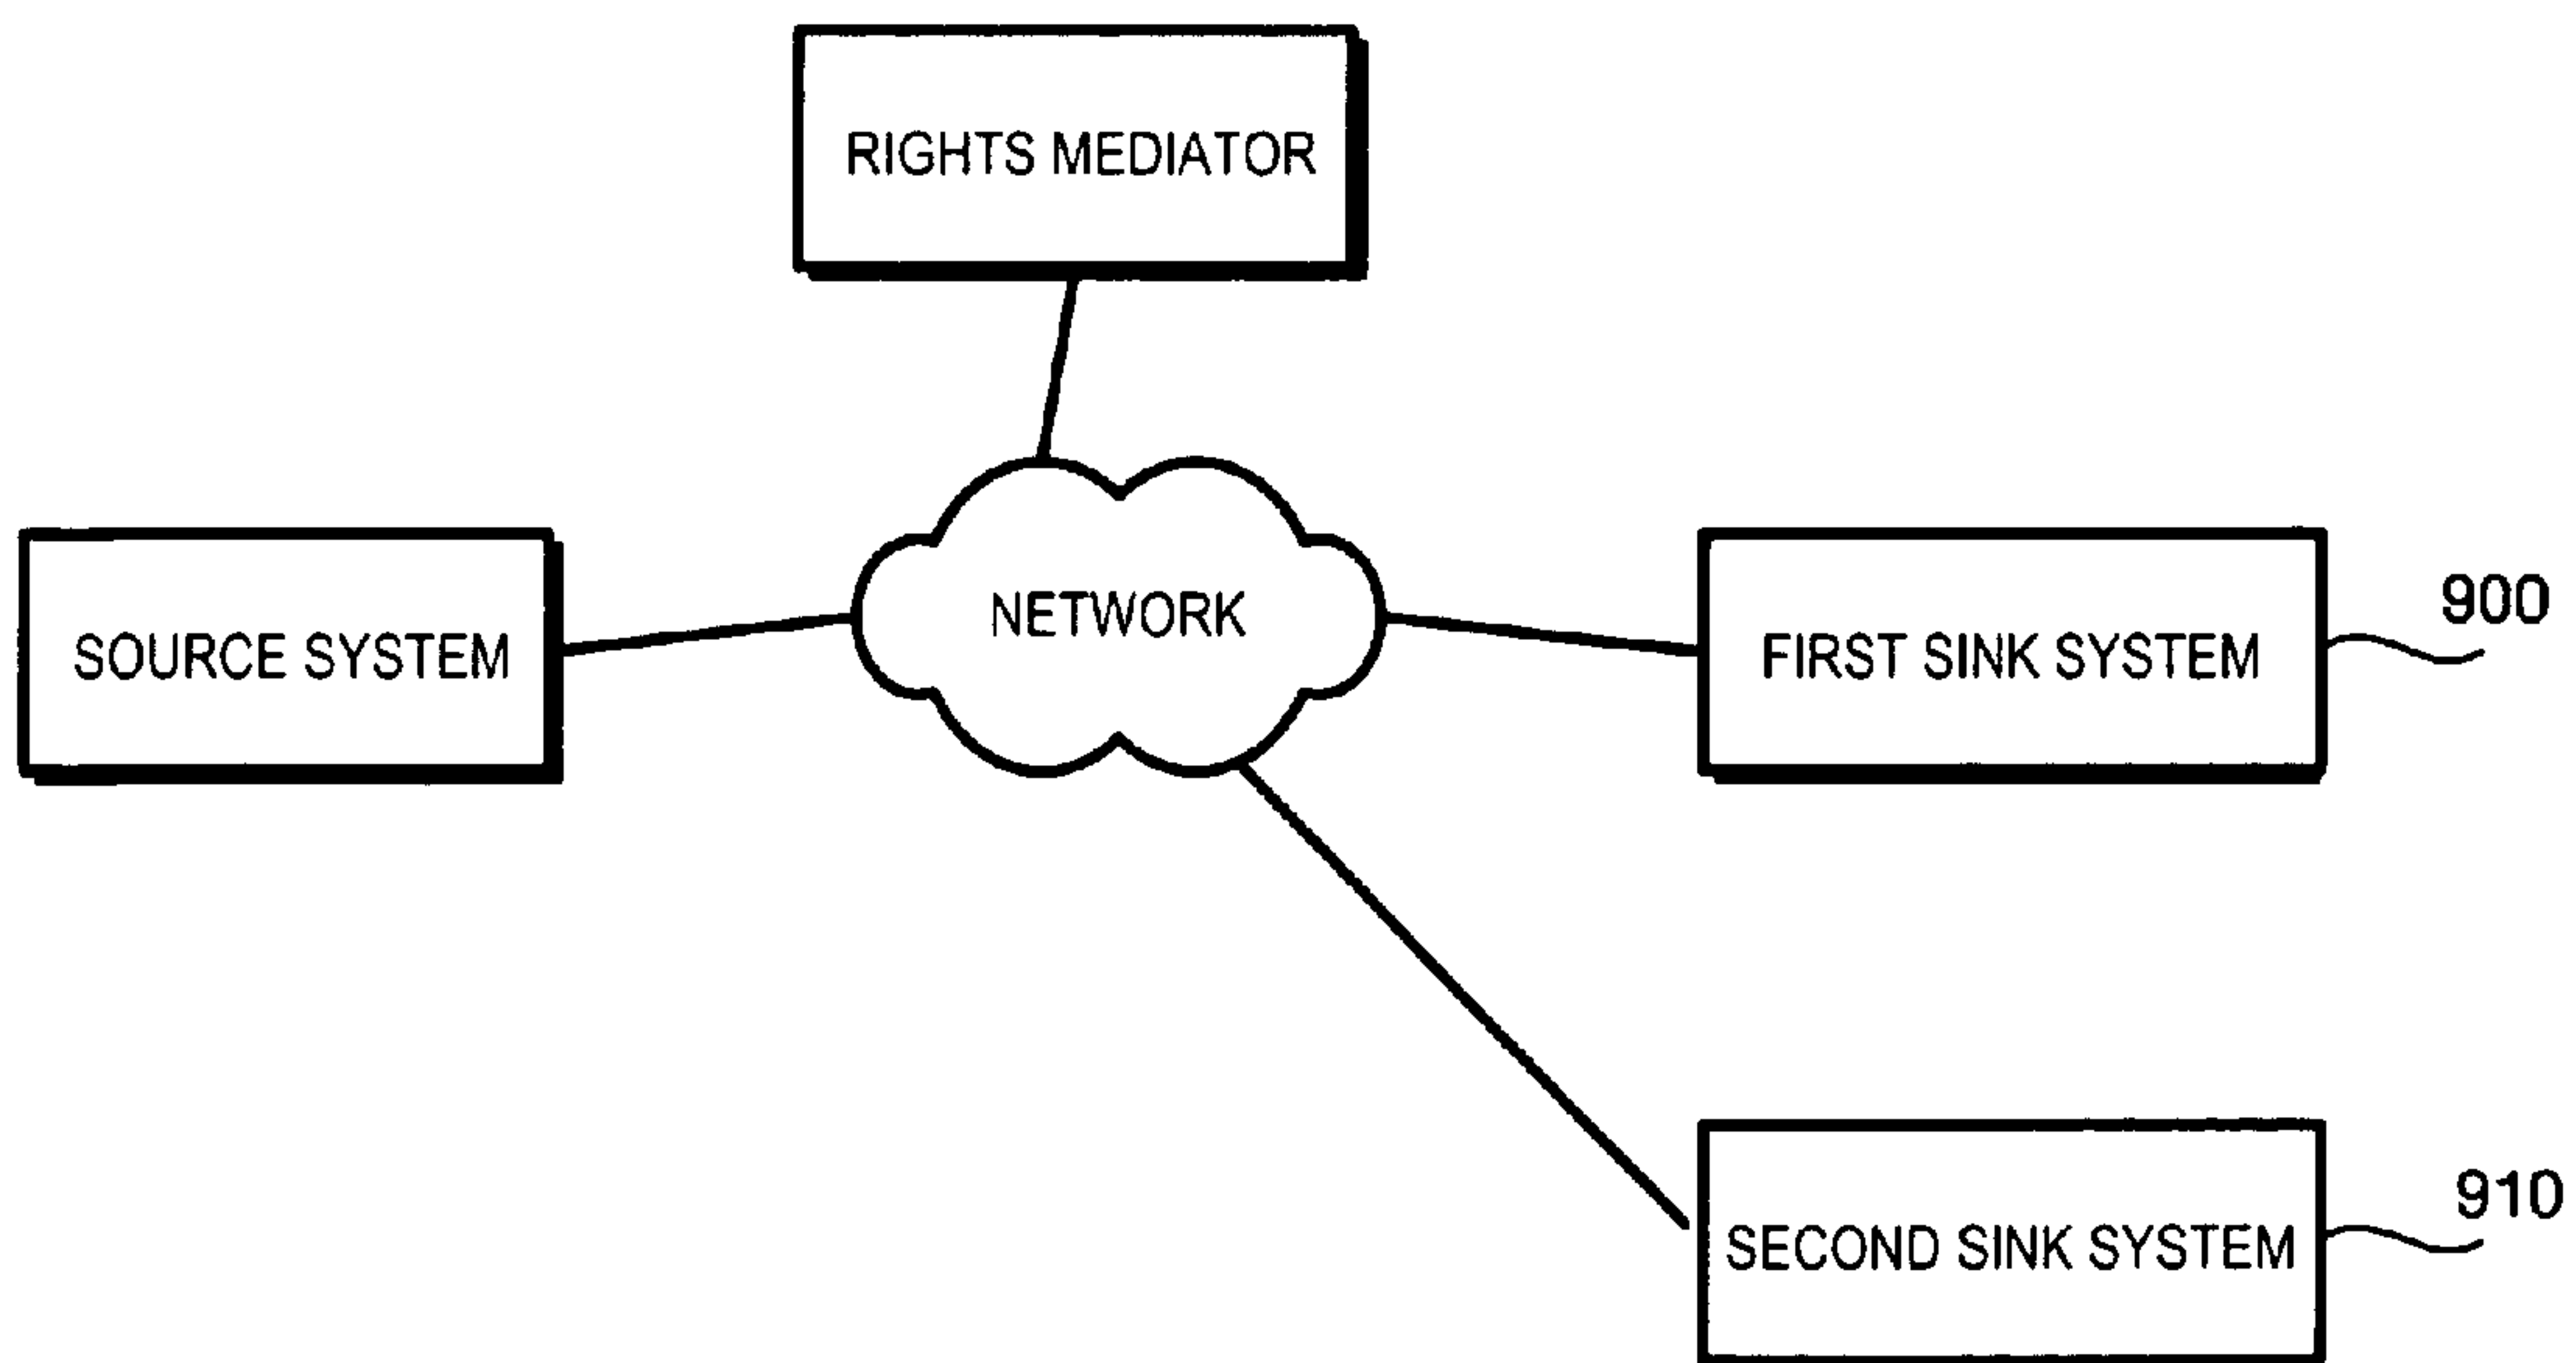 RIGHTS MEDIATOR
SOURCE SYSTEM
NETWORK
FIRST SINK SYSTEM
900
SECOND SINK SYSTEM
910